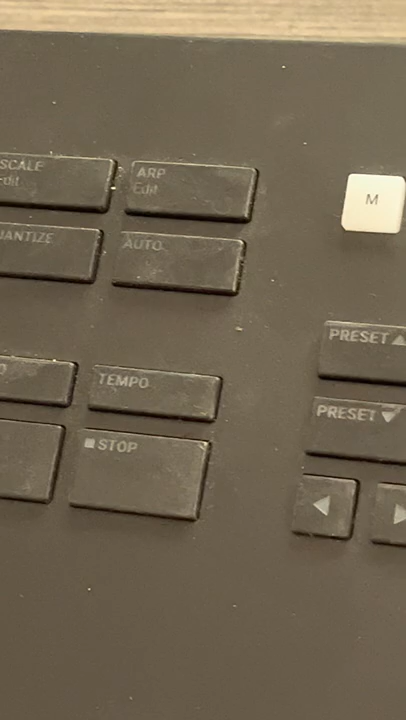 SCALE
Edit
ARP
Edit
M
AUTO
PRESET ▲
TEMPO
PRESET ▼
■ STOP
◀
▶